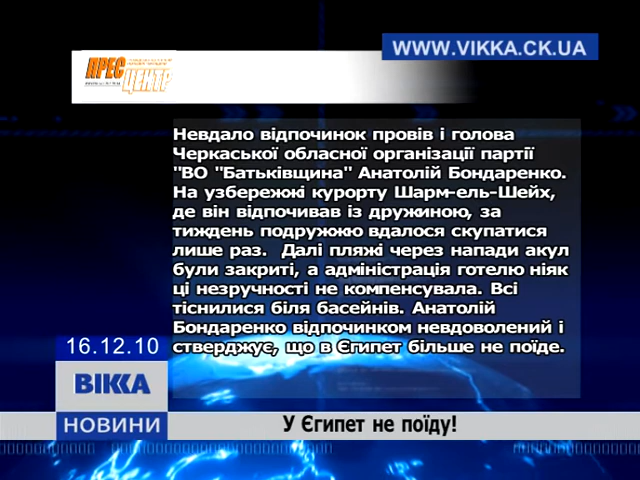 WWW.VIKKA.CK.UA
ПРЕС
ЦЕНТР
Невдало відпочинок провів і голова
Черкаської обласної організації партії
"ВО "Батьківщина" Анатолій Бондаренко.
На узбережжі курорту Шарм-ель-Шейх,
де він відпочивав із дружиною, за
тиждень подружжю вдалося скупатися
лише раз. Далі пляжі через напади акул
були закриті, а адміністрація готелю ніяк
ці незручності не компенсувала. Всі
тіснилися біля басейнів. Анатолій
Бондаренко відпочинком невдоволений і
стверджує, що в Єгипет більше не поїде.
16.12.10
ВІККА
НОВИНИ
У Єгипет не поїду!